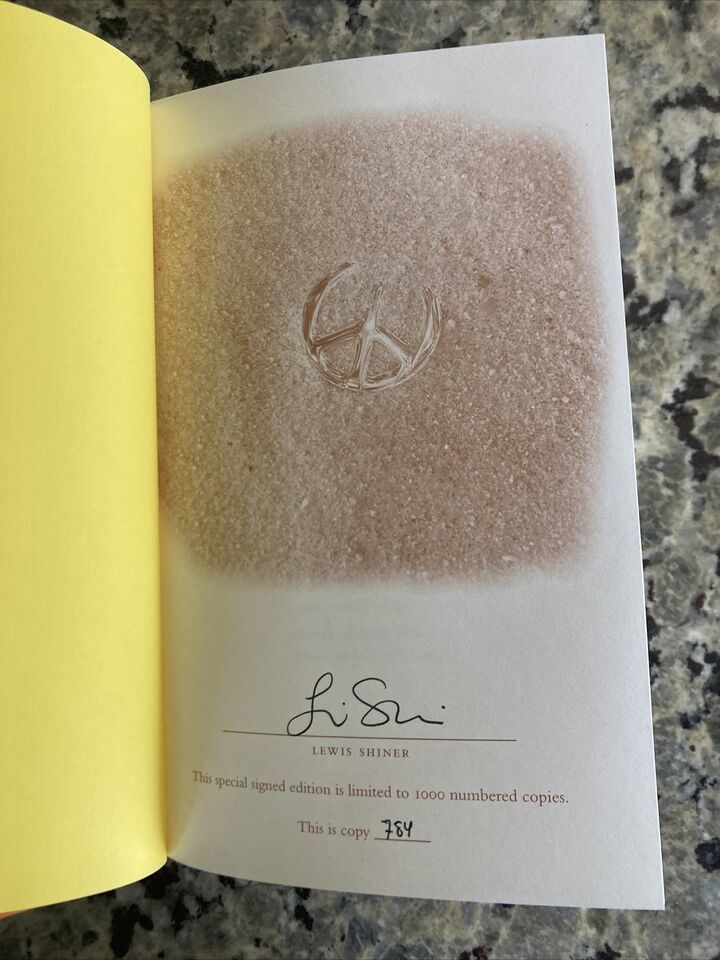 LEWIS SHINER
This special signed edition is limited to 1000 numbered copies.
This is copy 784